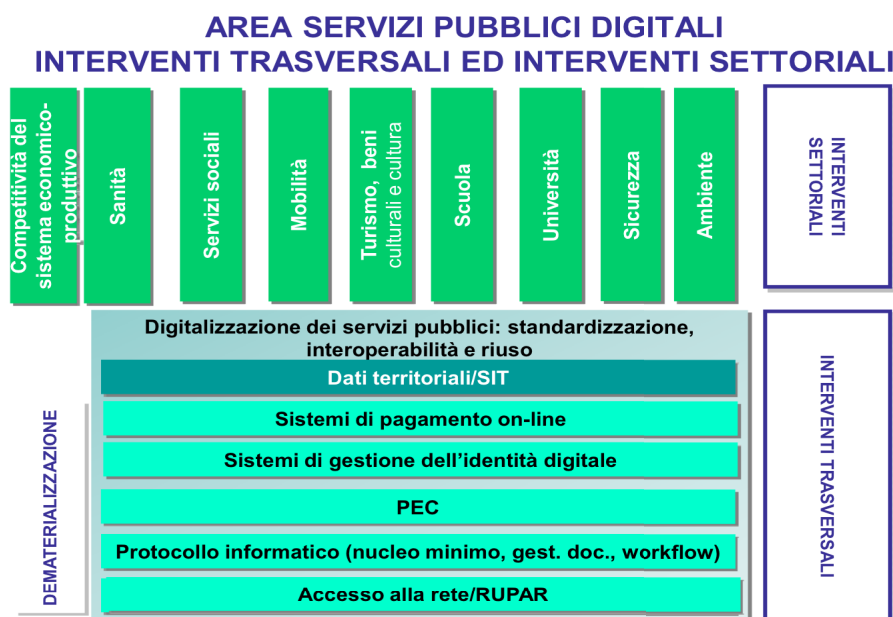 AREA SERVIZI PUBBLICI DIGITALI
INTERVENTI TRASVERSALI ED INTERVENTI SETTORIALI
Competitività del
sistema economico-
produttivo
Sanità
Servizi sociali
Mobilità
Turismo, beni
culturali e cultura
Scuola
Università
Sicurezza
Ambiente
INTERVENTI
SETTORIALI
Digitalizzazione dei servizi pubblici: standardizzazione,
interoperabilità e riuso
Dati territoriali/SIT
Sistemi di pagamento on-line
Sistemi di gestione dell'identità digitale
PEC
Protocollo informatico (nucleo minimo, gest. doc., workflow)
Accesso alla rete/RUPAR
DEMATERIALIZZAZIONE
INTERVENTI TRASVERSALI